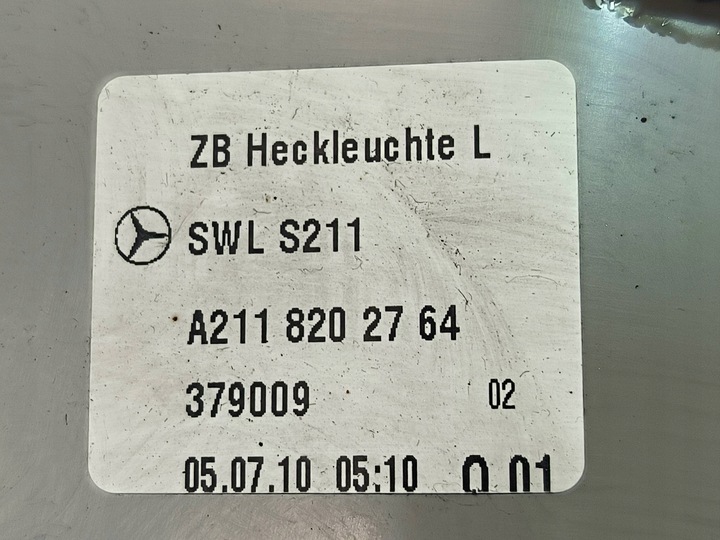 ZB Heckleuchte L
SWL S211
A211 820 27 64
379009 02
05.07.10 05:10 Q 01